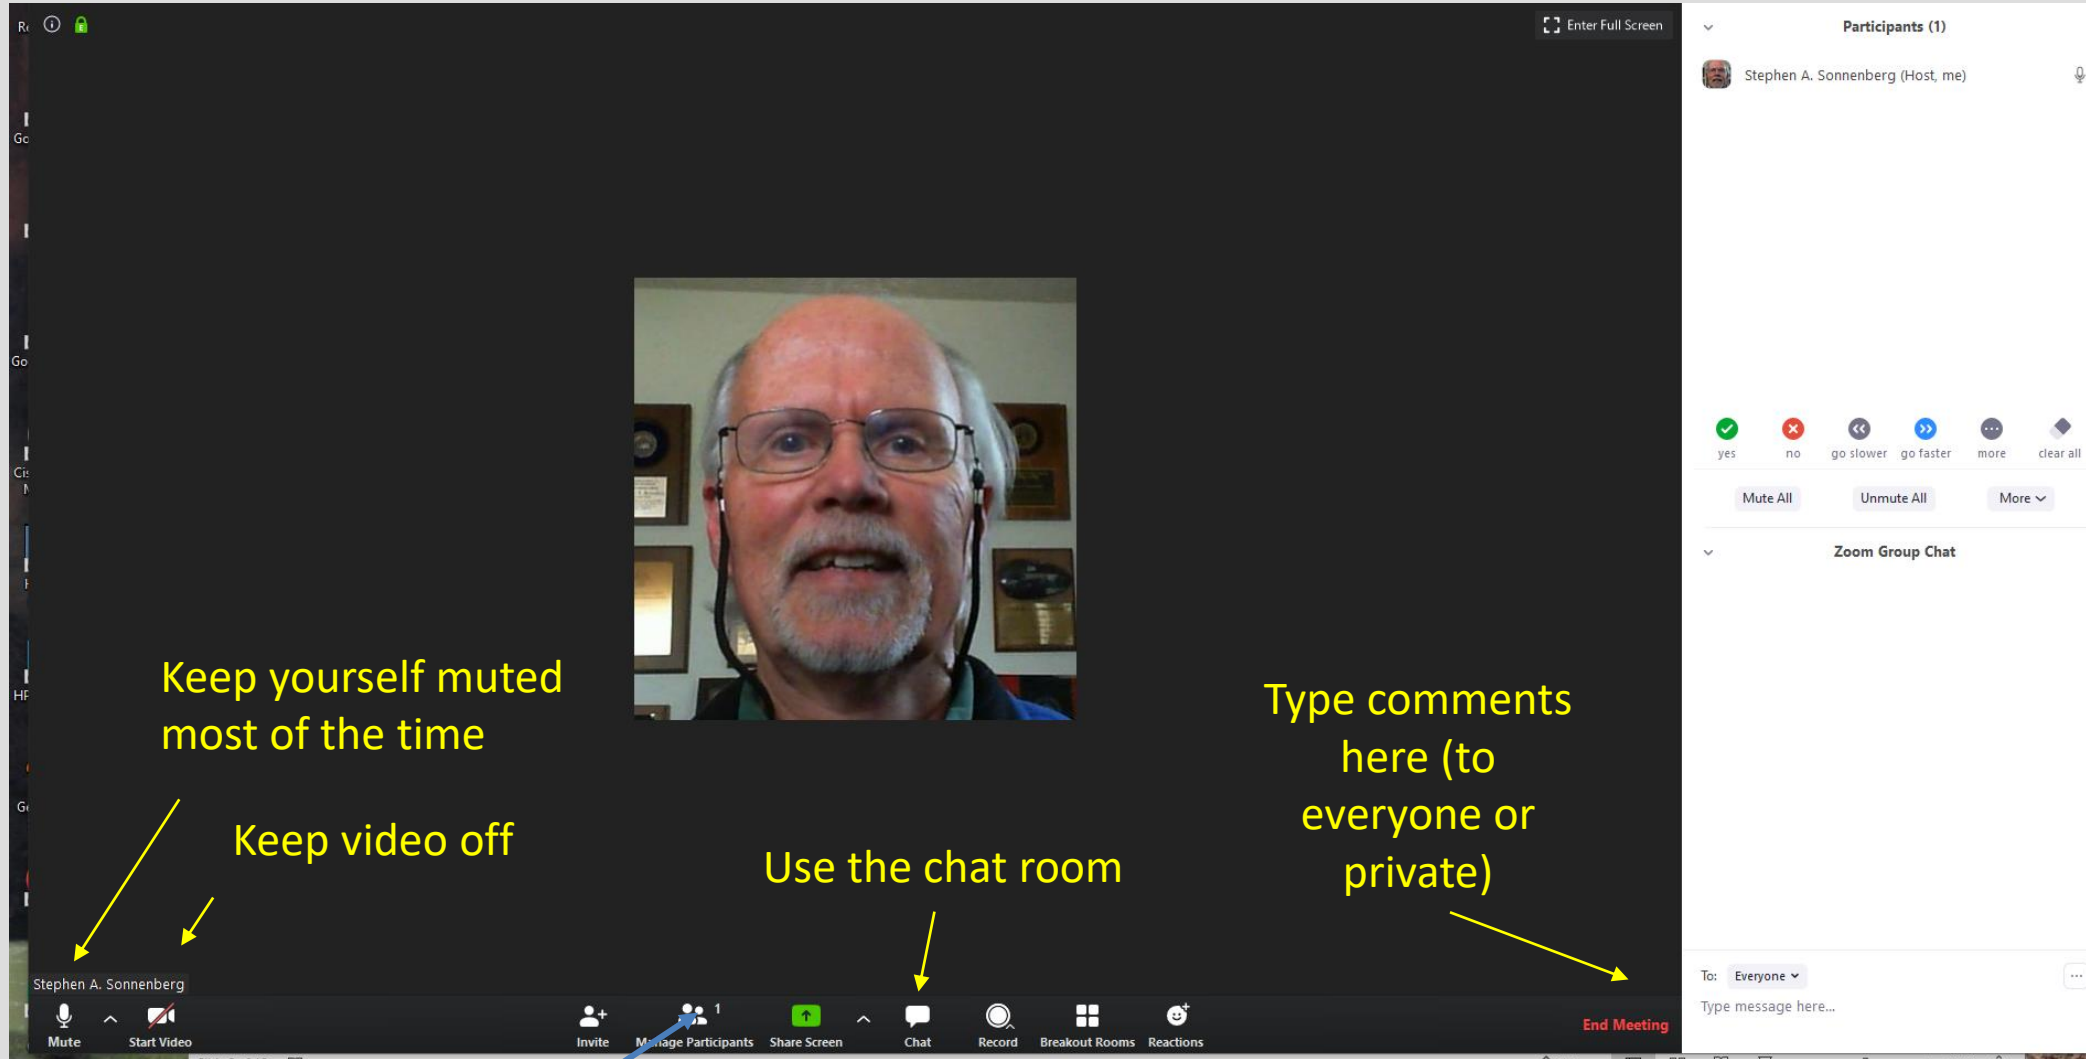 Enter Full Screen
Participants (1)
Stephen A. Sonnenberg (Host, me)
yes
no
go slower
go faster
more
clear all
Mute All
Unmute All
More
Zoom Group Chat
Keep yourself muted
most of the time
Keep video off
Use the chat room
Type comments
here (to
everyone or
private)
Stephen A. Sonnenberg
To: Everyone
Type message here...
Mute
Start Video
Invite
1
Manage Participants
Share Screen
Chat
Record
Breakout Rooms
Reactions
End Meeting